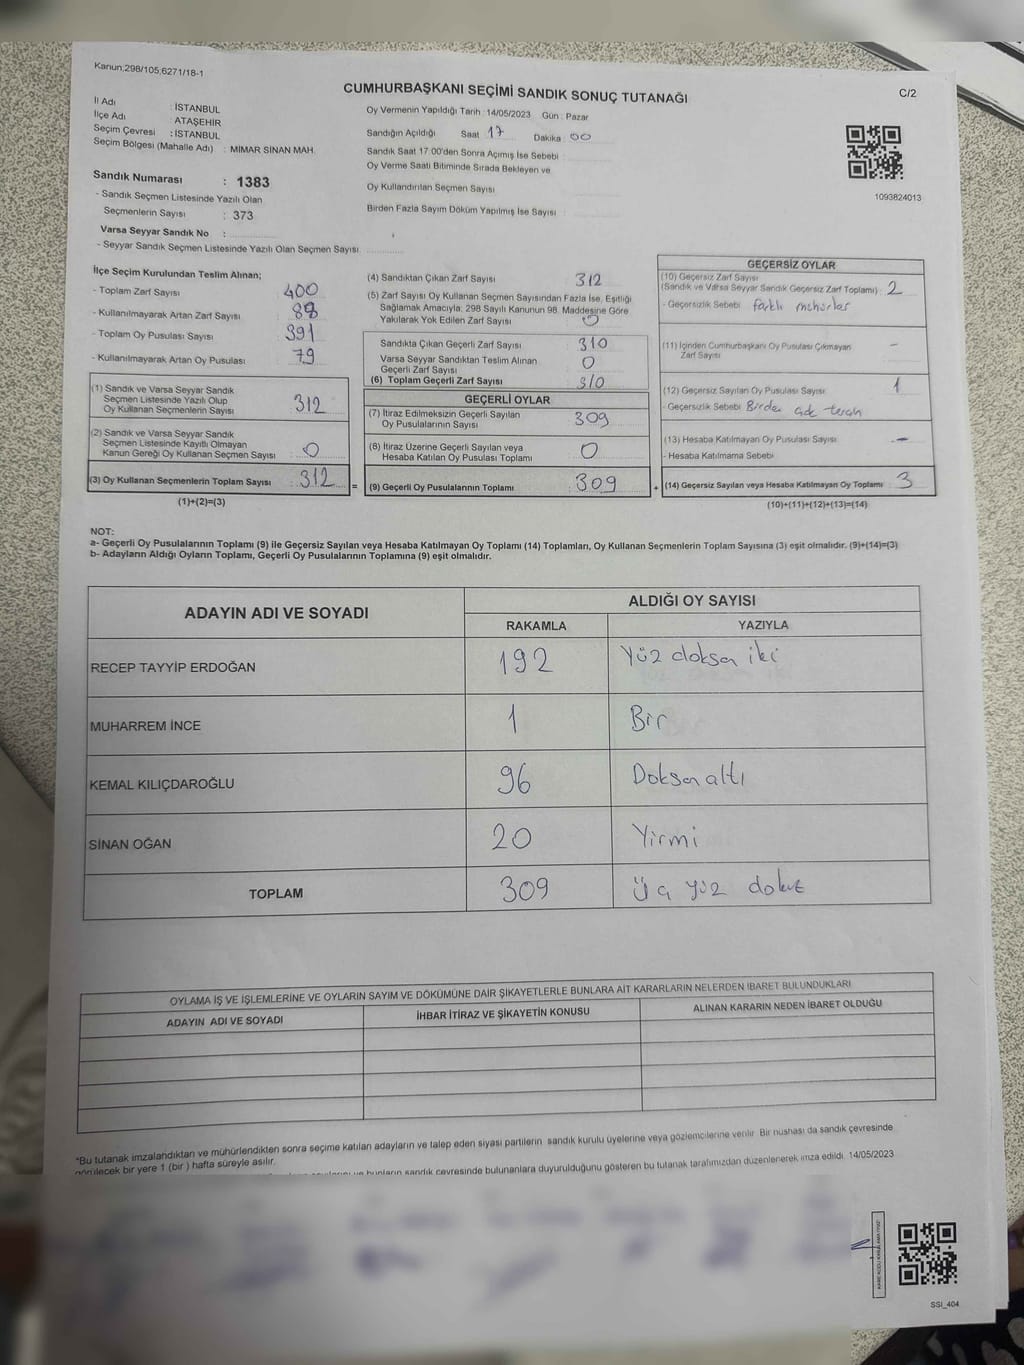 Kanun;298/105;6271/18-1
CUMHURBAŞKANI SEÇİMİ SANDIK SONUÇ TUTANAĞI
C/2
İl Adı : İSTANBUL
İlçe Adı : ATAŞEHİR
Seçim Çevresi : İSTANBUL
Seçim Bölgesi (Mahalle Adı) : MİMAR SİNAN MAH.
Sandık Numarası : 1383
- Sandık Seçmen Listesinde Yazılı Olan
Seçmenlerin Sayısı : 373
Varsa Seyyar Sandık No :
- Seyyar Sandık Seçmen Listesinde Yazılı Olan Seçmen Sayısı
Oy Vermenin Yapıldığı Tarih : 14/05/2023 Gün : Pazar
Sandığın Açıldığı Saat 17 Dakika 00
Sandık Saat 17:00'den Sonra Açımış İse Sebebi :
Oy Verme Saati Bitiminde Sırada Bekleyen ve
Oy Kullandırılan Seçmen Sayısı
Birden Fazla Sayım Döküm Yapılmış İse Sayısı :
1093824013
İlçe Seçim Kurulundan Teslim Alınan;
- Toplam Zarf Sayısı 400
- Kullanılmayarak Artan Zarf Sayısı 88
- Toplam Oy Pusulası Sayısı 391
- Kullanılmayarak Artan Oy Pusulası 79
(1) Sandık ve Varsa Seyyar Sandık
Seçmen Listesinde Yazılı Olup
Oy Kullanan Seçmenlerin Sayısı 312
(2) Sandık ve Varsa Seyyar Sandık
Seçmen Listesinde Kayıtlı Olmayan
Kanun Gereği Oy Kullanan Seçmen Sayısı : 0
(3) Oy Kullanan Seçmenlerin Toplam Sayısı : 312
(1)+(2)=(3)
(4) Sandıktan Çıkan Zarf Sayısı 312
(5) Zarf Sayısı Oy Kullanan Seçmen Sayısından Fazla İse, Eşitliği
Sağlamak Amacıyla, 298 Sayılı Kanunun 98. Maddesine Göre
Yakılarak Yok Edilen Zarf Sayısı 0
Sandıkta Çıkan Geçerli Zarf Sayısı : 310
Varsa Seyyar Sandıktan Teslim Alınan
Geçerli Zarf Sayısı 0
(6) Toplam Geçerli Zarf Sayısı : 310
GEÇERLİ OYLAR
(7) İtiraz Edilmeksizin Geçerli Sayılan
Oy Pusulalarının Sayısı : 309
(8) İtiraz Üzerine Geçerli Sayılan veya
Hesaba Katılan Oy Pusulası Toplamı : 0
= (9) Geçerli Oy Pusulalarının Toplamı : 309
GEÇERSİZ OYLAR
(10) Geçersiz Zarf Sayısı
(Sandık ve Varsa Seyyar Sandık Geçersiz Zarf Toplamı) : 2
- Geçersizlik Sebebi farklı mühürler
(11) İçinden Cumhurbaşkanı Oy Pusulası Çıkmayan
Zarf Sayısı : -
(12) Geçersiz Sayılan Oy Pusulası Sayısı : 1
- Geçersizlik Sebebi Birden çok tercih
(13) Hesaba Katılmayan Oy Pusulası Sayısı : -
- Hesaba Katılmama Sebebi
+ (14) Geçersiz Sayılan veya Hesaba Katılmayan Oy Toplamı : 3
(10)+(11)+(12)+(13)=(14)
NOT:
a- Geçerli Oy Pusulalarının Toplamı (9) ile Geçersiz Sayılan veya Hesaba Katılmayan Oy Toplamı (14) Toplamları, Oy Kullanan Seçmenlerin Toplam Sayısına (3) eşit olmalıdır. (9)+(14)=(3)
b- Adayların Aldığı Oyların Toplamı, Geçerli Oy Pusulalarının Toplamına (9) eşit olmalıdır.
ADAYIN ADI VE SOYADI
ALDIĞI OY SAYISI
RAKAMLA YAZIYLA
RECEP TAYYİP ERDOĞAN 192 Yüz doksan iki
MUHARREM İNCE 1 Bir
KEMAL KILIÇDAROĞLU 96 Doksan altı
SİNAN OĞAN 20 Yirmi
TOPLAM 309 Üç yüz dokuz
OYLAMA İŞ VE İŞLEMLERİNE VE OYLARIN SAYIM VE DÖKÜMÜNE DAİR ŞİKAYETLERLE BUNLARA AİT KARARLARIN NELERDEN İBARET BULUNDUKLARI
ADAYIN ADI VE SOYADI İHBAR İTİRAZ VE ŞİKAYETİN KONUSU ALINAN KARARIN NEDEN İBARET OLDUĞU
*Bu tutanak imzalandıktan ve mühürlendikten sonra seçime katılan adayların ve talep eden siyasi partilerin sandık kurulu üyelerine veya gözlemcilerine verilir. Bir nüshası da sandık çevresinde
görülecek bir yere 1 (bir) hafta süreyle asılır.
ve bunların sandık çevresinde bulunanlara duyurulduğunu gösteren bu tutanak tarafımızdan düzenlenerek imza edildi. 14/05/2023
SSI_404